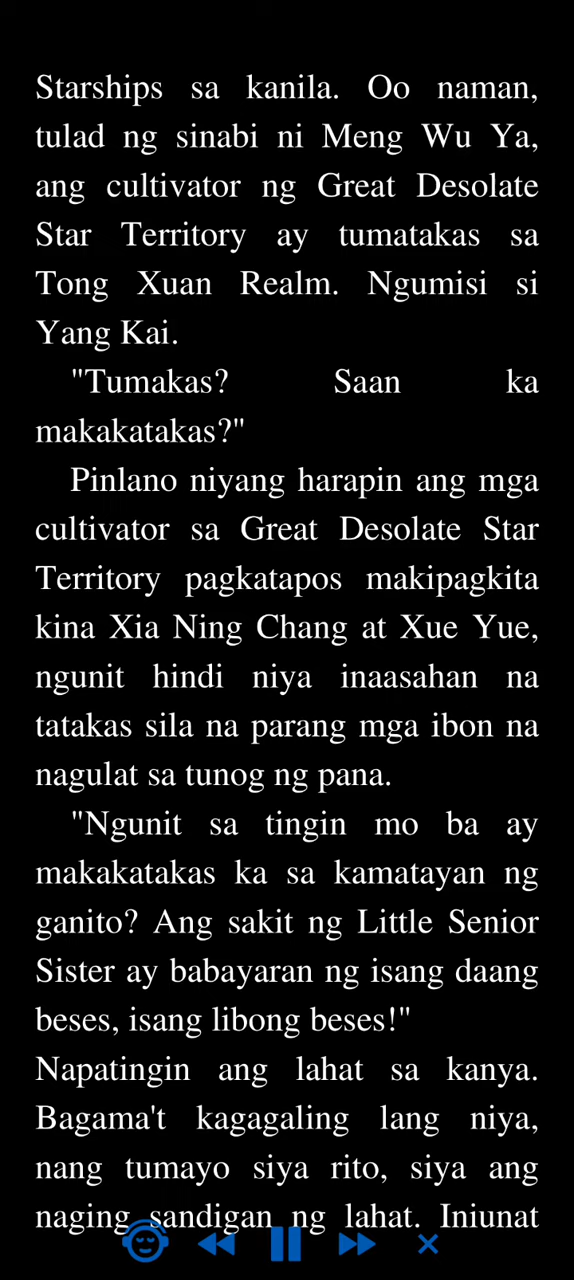 Starships sa kanila. Oo naman,
tulad ng sinabi ni Meng Wu Ya,
ang cultivator ng Great Desolate
Star Territory ay tumatakas sa
Tong Xuan Realm. Ngumisi si
Yang Kai.
"Tumakas? Saan ka
makakatakas?"
Pinlano niyang harapin ang mga
cultivator sa Great Desolate Star
Territory pagkatapos makipagkita
kina Xia Ning Chang at Xue Yue,
ngunit hindi niya inaasahan na
tatakas sila na parang mga ibon na
nagulat sa tunog ng pana.
"Ngunit sa tingin mo ba ay
makakatakas ka sa kamatayan ng
ganito? Ang sakit ng Little Senior
Sister ay babayaran ng isang daang
beses, isang libong beses!"
Napatingin ang lahat sa kanya.
Bagama't kagagaling lang niya,
nang tumayo siya rito, siya ang
naging sandigan ng lahat. Iniunat